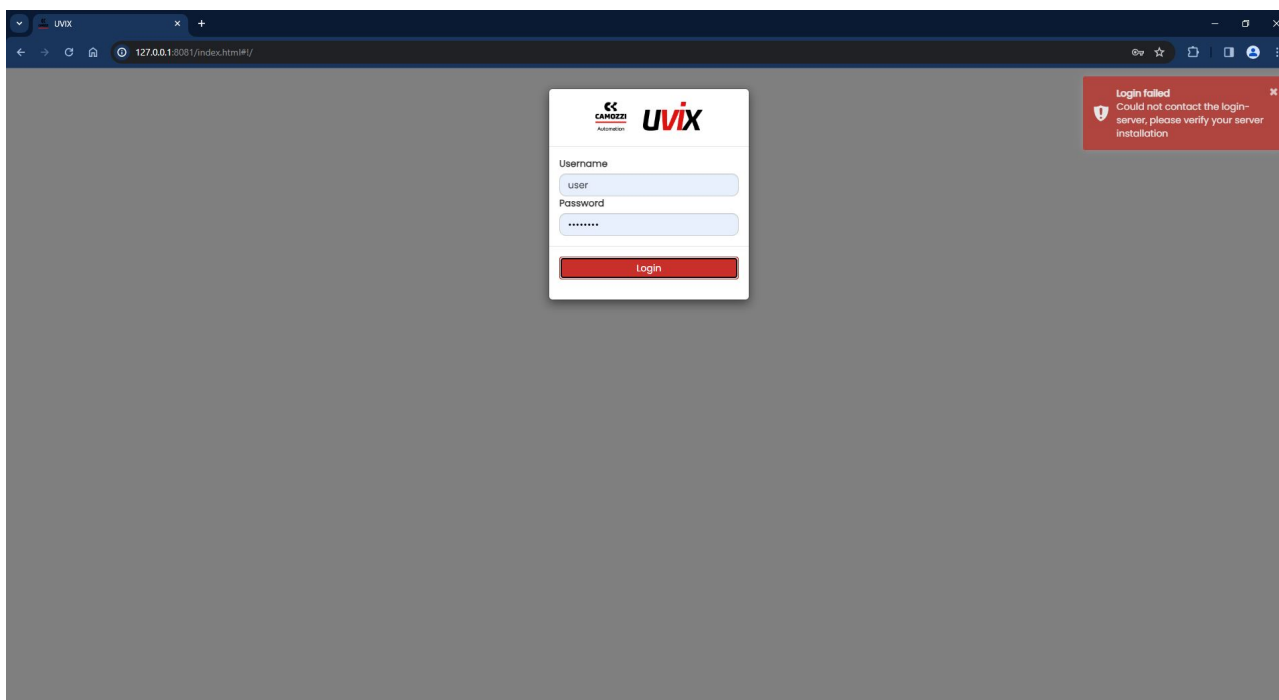 UVIX
127.0.0.1:8081/index.html#!/
Login failed
Could not contact the login-
server, please verify your server
installation
CAMOZZI
Automation
UVIX
Username
user
Password
Login